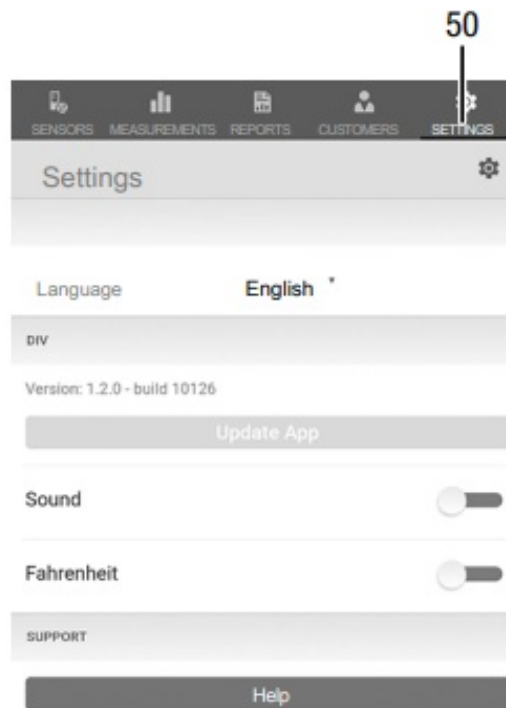 50
SENSORS MEASUREMENTS REPORTS CUSTOMERS SETTINGS
Settings
Language English
DIV
Version: 1.2.0 - build 10126
Update App
Sound
Fahrenheit
SUPPORT
Help